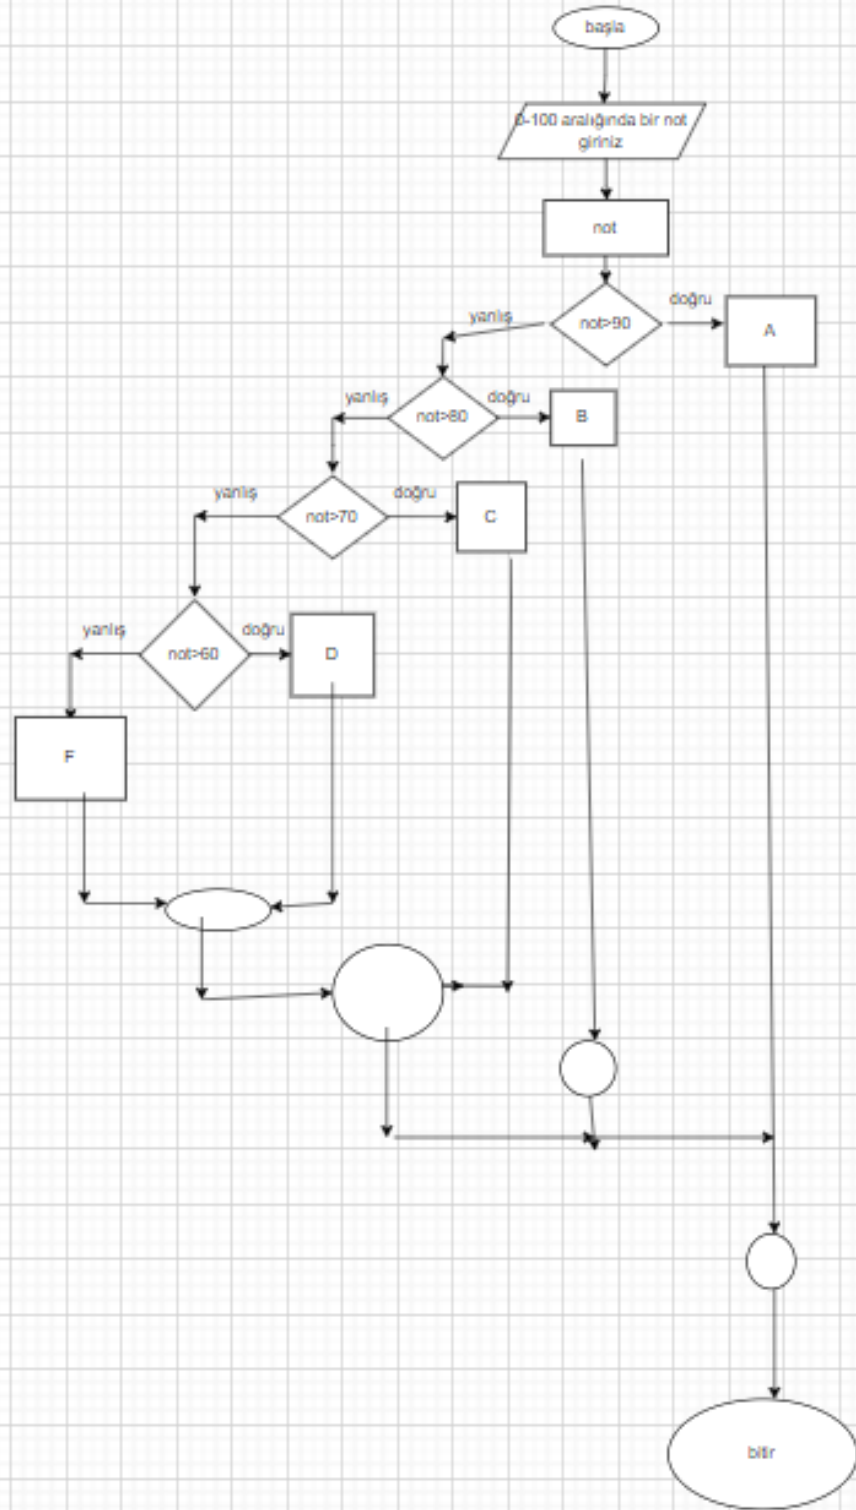 başla
0-100 aralığında bir not
giriniz
not
not>90
doğru
A
yanlış
not>80
doğru
B
yanlış
not>70
doğru
C
yanlış
not>60
doğru
D
yanlış
F
bitir